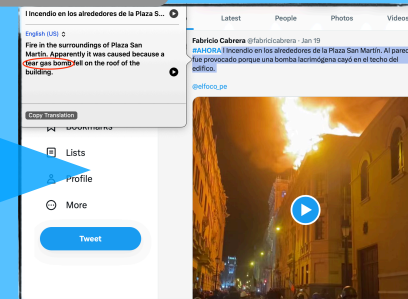 I Incendio en los alrededores de la Plaza S...
English (US)
Fire in the surroundings of Plaza San
Martín. Apparently it was caused because a
tear gas bomb fell on the roof of the
building.
Copy Translation
Bookmarks
Lists
Profile
More
Tweet
Latest People Photos Videos
Fabricio Cabrera @fabricicabrera · Jan 19
#AHORA I Incendio en los alrededores de la Plaza San Martín. Al parec
fue provocado porque una bomba lacrimógena cayó en el techo del
edificio.
@elfoco_pe